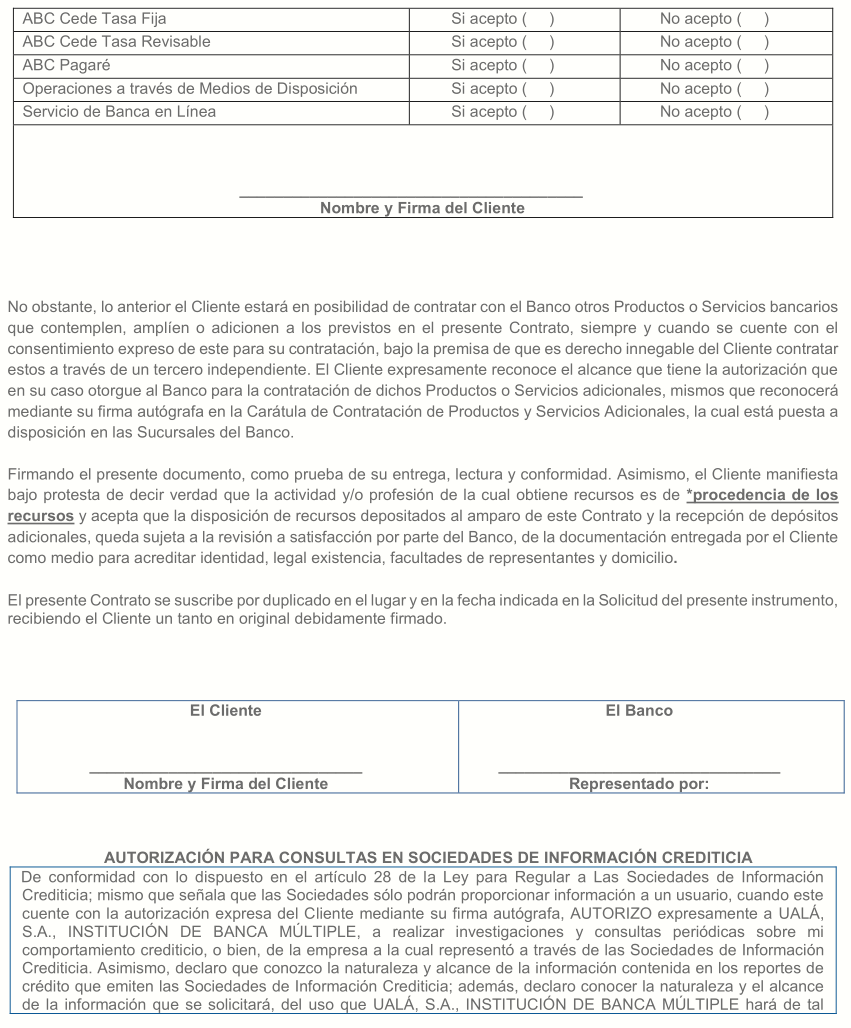 ABC Cede Tasa Fija Si acepto ( ) No acepto ( )
ABC Cede Tasa Revisable Si acepto ( ) No acepto ( )
ABC Pagaré Si acepto ( ) No acepto ( )
Operaciones a través de Medios de Disposición Si acepto ( ) No acepto ( )
Servicio de Banca en Línea Si acepto ( ) No acepto ( )
Nombre y Firma del Cliente
No obstante, lo anterior el Cliente estará en posibilidad de contratar con el Banco otros Productos o Servicios bancarios
que contemplen, amplíen o adicionen a los previstos en el presente Contrato, siempre y cuando se cuente con el
consentimiento expreso de este para su contratación, bajo la premisa de que es derecho innegable del Cliente contratar
estos a través de un tercero independiente. El Cliente expresamente reconoce el alcance que tiene la autorización que
en su caso otorgue al Banco para la contratación de dichos Productos o Servicios adicionales, mismos que reconocerá
mediante su firma autógrafa en la Carátula de Contratación de Productos y Servicios Adicionales, la cual está puesta a
disposición en las Sucursales del Banco.
Firmando el presente documento, como prueba de su entrega, lectura y conformidad. Asimismo, el Cliente manifiesta
bajo protesta de decir verdad que la actividad y/o profesión de la cual obtiene recursos es de *procedencia de los
recursos y acepta que la disposición de recursos depositados al amparo de este Contrato y la recepción de depósitos
adicionales, queda sujeta a la revisión a satisfacción por parte del Banco, de la documentación entregada por el Cliente
como medio para acreditar identidad, legal existencia, facultades de representantes y domicilio.
El presente Contrato se suscribe por duplicado en el lugar y en la fecha indicada en la Solicitud del presente instrumento,
recibiendo el Cliente un tanto en original debidamente firmado.
El Cliente El Banco
Nombre y Firma del Cliente Representado por:
AUTORIZACIÓN PARA CONSULTAS EN SOCIEDADES DE INFORMACIÓN CREDITICIA
De conformidad con lo dispuesto en el artículo 28 de la Ley para Regular a Las Sociedades de Información
Crediticia; mismo que señala que las Sociedades sólo podrán proporcionar información a un usuario, cuando este
cuente con la autorización expresa del Cliente mediante su firma autógrafa, AUTORIZO expresamente a UALÁ,
S.A., INSTITUCIÓN DE BANCA MÚLTIPLE, a realizar investigaciones y consultas periódicas sobre mi
comportamiento crediticio, o bien, de la empresa a la cual representó a través de las Sociedades de Información
Crediticia. Asimismo, declaro que conozco la naturaleza y alcance de la información contenida en los reportes de
crédito que emiten las Sociedades de Información Crediticia; además, declaro conocer la naturaleza y el alcance
de la información que se solicitará, del uso que UALÁ, S.A., INSTITUCIÓN DE BANCA MÚLTIPLE hará de tal